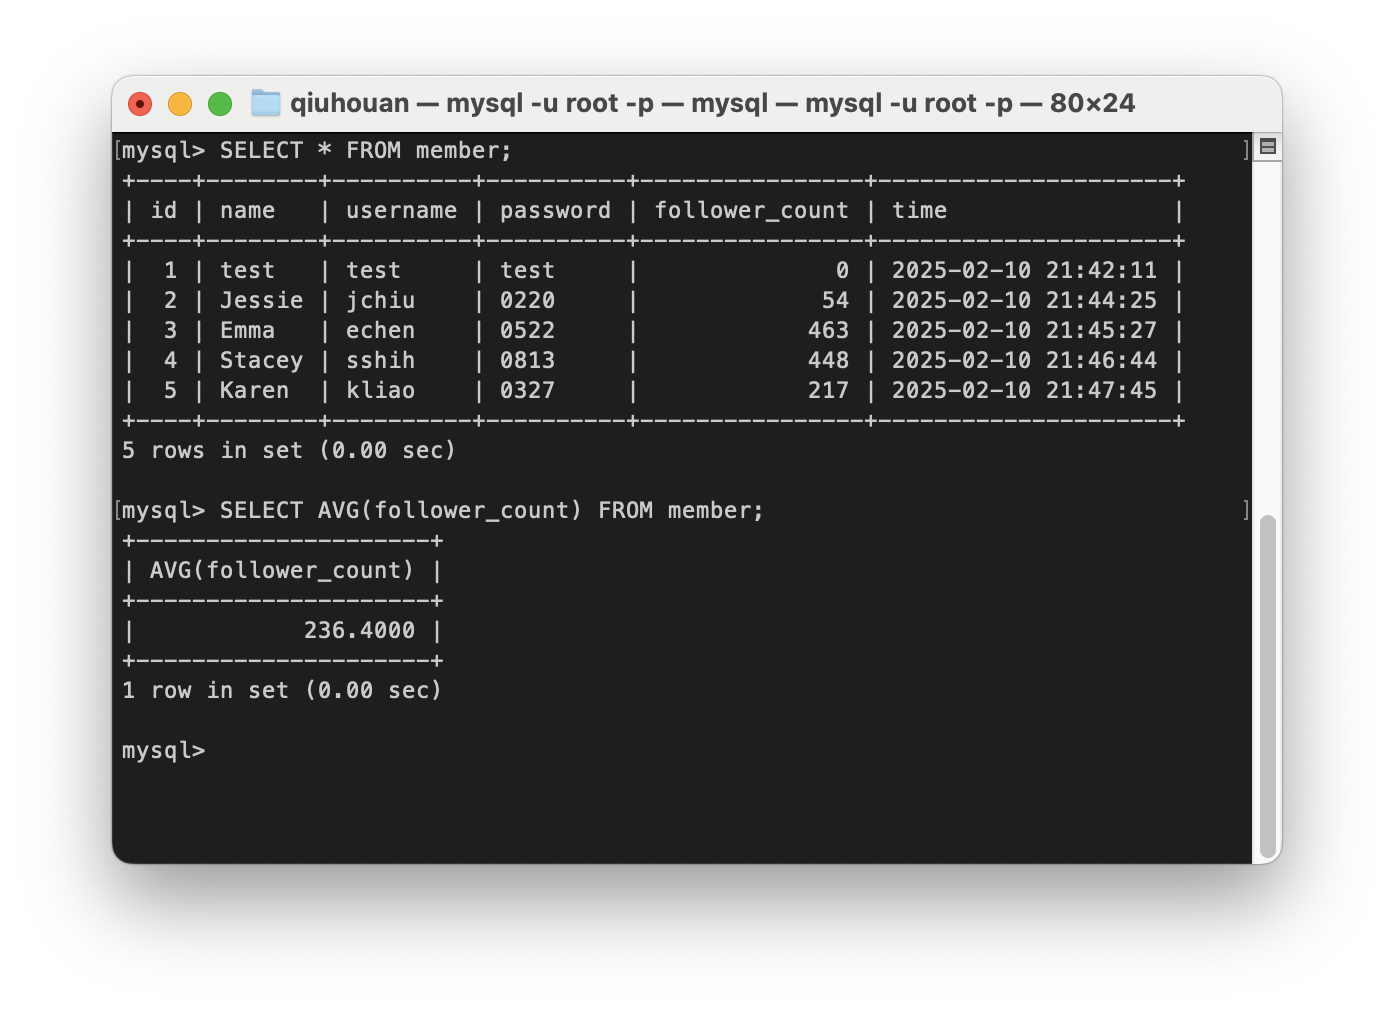 qiuhouan — mysql -u root -p — mysql — mysql -u root -p — 80×24
[mysql> SELECT * FROM member; ]
+----+--------+----------+----------+----------------+---------------------+
| id | name   | username | password | follower_count | time                |
+----+--------+----------+----------+----------------+---------------------+
|  1 | test   | test     | test     |              0 | 2025-02-10 21:42:11 |
|  2 | Jessie | jchiu    | 0220     |             54 | 2025-02-10 21:44:25 |
|  3 | Emma   | echen    | 0522     |            463 | 2025-02-10 21:45:27 |
|  4 | Stacey | sshih    | 0813     |            448 | 2025-02-10 21:46:44 |
|  5 | Karen  | kliao    | 0327     |            217 | 2025-02-10 21:47:45 |
+----+--------+----------+----------+----------------+---------------------+
5 rows in set (0.00 sec)
[mysql> SELECT AVG(follower_count) FROM member; ]
+---------------------+
| AVG(follower_count) |
+---------------------+
|            236.4000 |
+---------------------+
1 row in set (0.00 sec)
mysql>